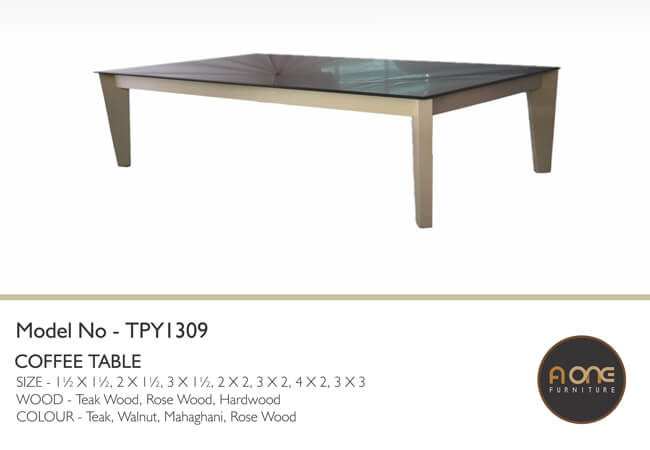 Model No - TPY1309
COFFEE TABLE
SIZE - 1½ X 1½, 2 X 1½, 3 X 1½, 2 X 2, 3 X 2, 4 X 2, 3 X 3
WOOD - Teak Wood, Rose Wood, Hardwood
COLOUR - Teak, Walnut, Mahaghani, Rose Wood
A ONE
FURNITURE